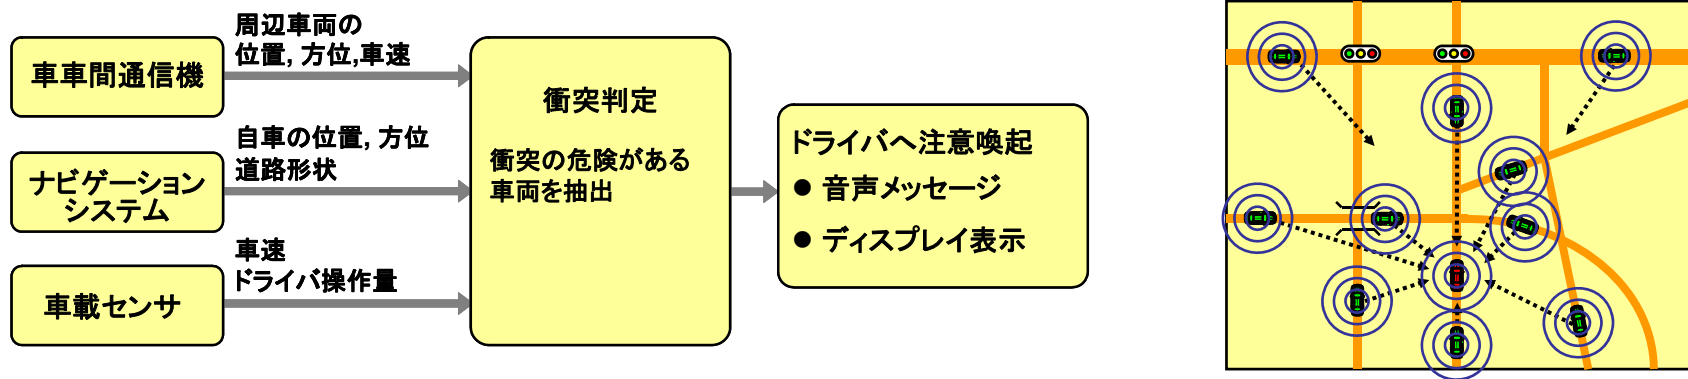 車車間通信機
周辺車両の
位置, 方位,車速
ナビゲーション
システム
自車の位置, 方位
道路形状
車載センサ
車速
ドライバ操作量
衝突判定
衝突の危険がある
車両を抽出
ドライバへ注意喚起
● 音声メッセージ
● ディスプレイ表示